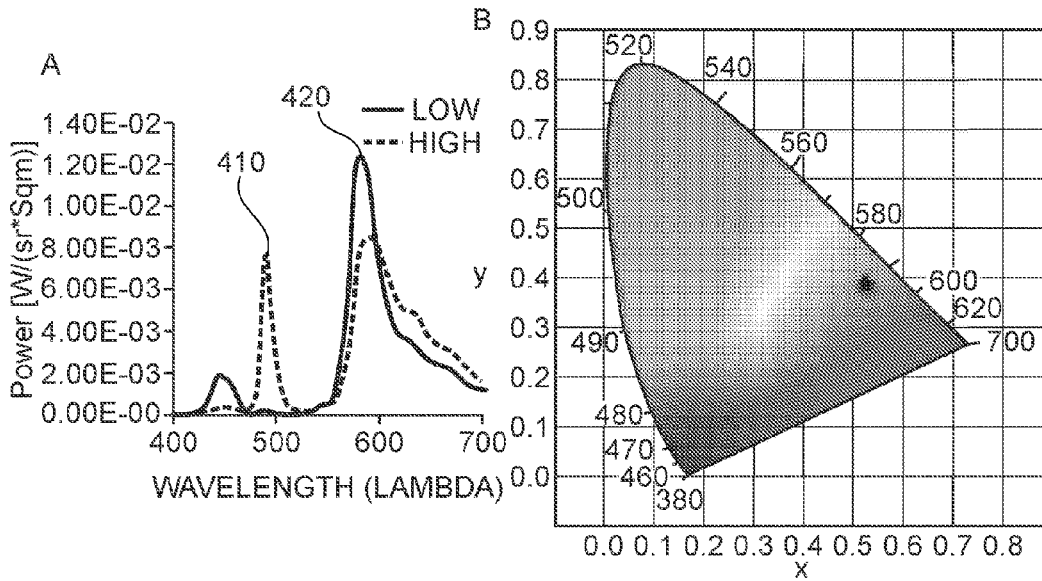 A
420
LOW
HIGH
410
Power [W/(sr*Sqm)]
1.40E-02
1.20E-02
1.00E-02
8.00E-03
6.00E-03
4.00E-03
2.00E-03
0.00E-00
400
500
600
700
WAVELENGTH (LAMBDA)
B
y
0.9
0.8
0.7
0.6
0.5
0.4
0.3
0.2
0.1
0.0
520
540
560
580
600
620
700
500
490
480
470
460
380
0.0
0.1
0.2
0.3
0.4
0.5
0.6
0.7
0.8
x